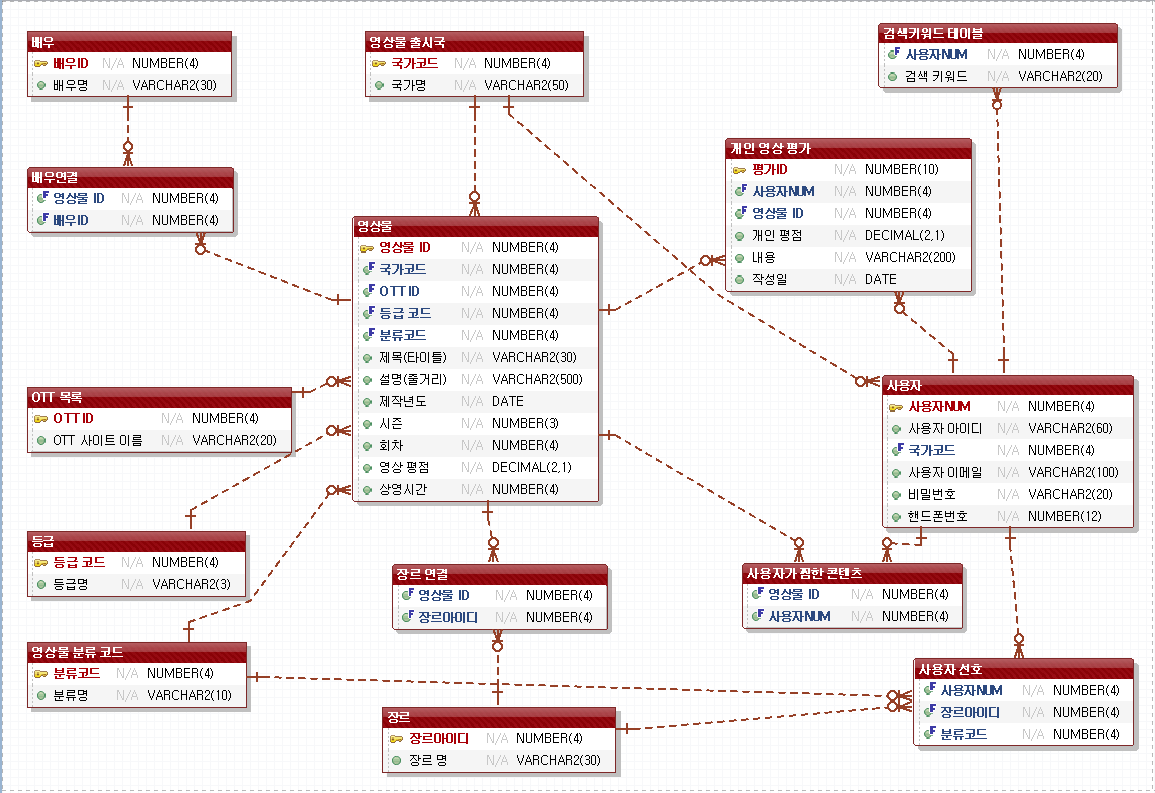 배우
배우ID N/A NUMBER(4)
배우명 N/A VARCHAR2(30)
영상물 출시국
국가코드 N/A NUMBER(4)
국가명 N/A VARCHAR2(50)
검색키워드 테이블
사용자NUM N/A NUMBER(4)
검색 키워드 N/A VARCHAR2(20)
배우연결
영상물 ID N/A NUMBER(4)
배우ID N/A NUMBER(4)
개인 영상 평가
평가ID N/A NUMBER(10)
사용자NUM N/A NUMBER(4)
영상물 ID N/A NUMBER(4)
개인 평점 N/A DECIMAL(2,1)
내용 N/A VARCHAR2(200)
작성일 N/A DATE
영상물
영상물 ID N/A NUMBER(4)
국가코드 N/A NUMBER(4)
OTT ID N/A NUMBER(4)
등급 코드 N/A NUMBER(4)
분류코드 N/A NUMBER(4)
제목(타이틀) N/A VARCHAR2(30)
설명(줄거리) N/A VARCHAR2(500)
제작년도 N/A DATE
시즌 N/A NUMBER(3)
회차 N/A NUMBER(4)
영상 평점 N/A DECIMAL(2,1)
상영시간 N/A NUMBER(4)
OTT 목록
OTT ID N/A NUMBER(4)
OTT 사이트 이름 N/A VARCHAR2(20)
사용자
사용자NUM N/A NUMBER(4)
사용자 아이디 N/A VARCHAR2(60)
국가코드 N/A NUMBER(4)
사용자 이메일 N/A VARCHAR2(100)
비밀번호 N/A VARCHAR2(20)
핸드폰번호 N/A NUMBER(12)
등급
등급 코드 N/A NUMBER(4)
등급명 N/A VARCHAR2(3)
장르 연결
영상물 ID N/A NUMBER(4)
장르아이디 N/A NUMBER(4)
사용자가 찜한 콘텐츠
영상물 ID N/A NUMBER(4)
사용자NUM N/A NUMBER(4)
영상물 분류 코드
분류코드 N/A NUMBER(4)
분류명 N/A VARCHAR2(10)
사용자 선호
사용자NUM N/A NUMBER(4)
장르아이디 N/A NUMBER(4)
분류코드 N/A NUMBER(4)
장르
장르아이디 N/A NUMBER(4)
장르 명 N/A VARCHAR2(30)